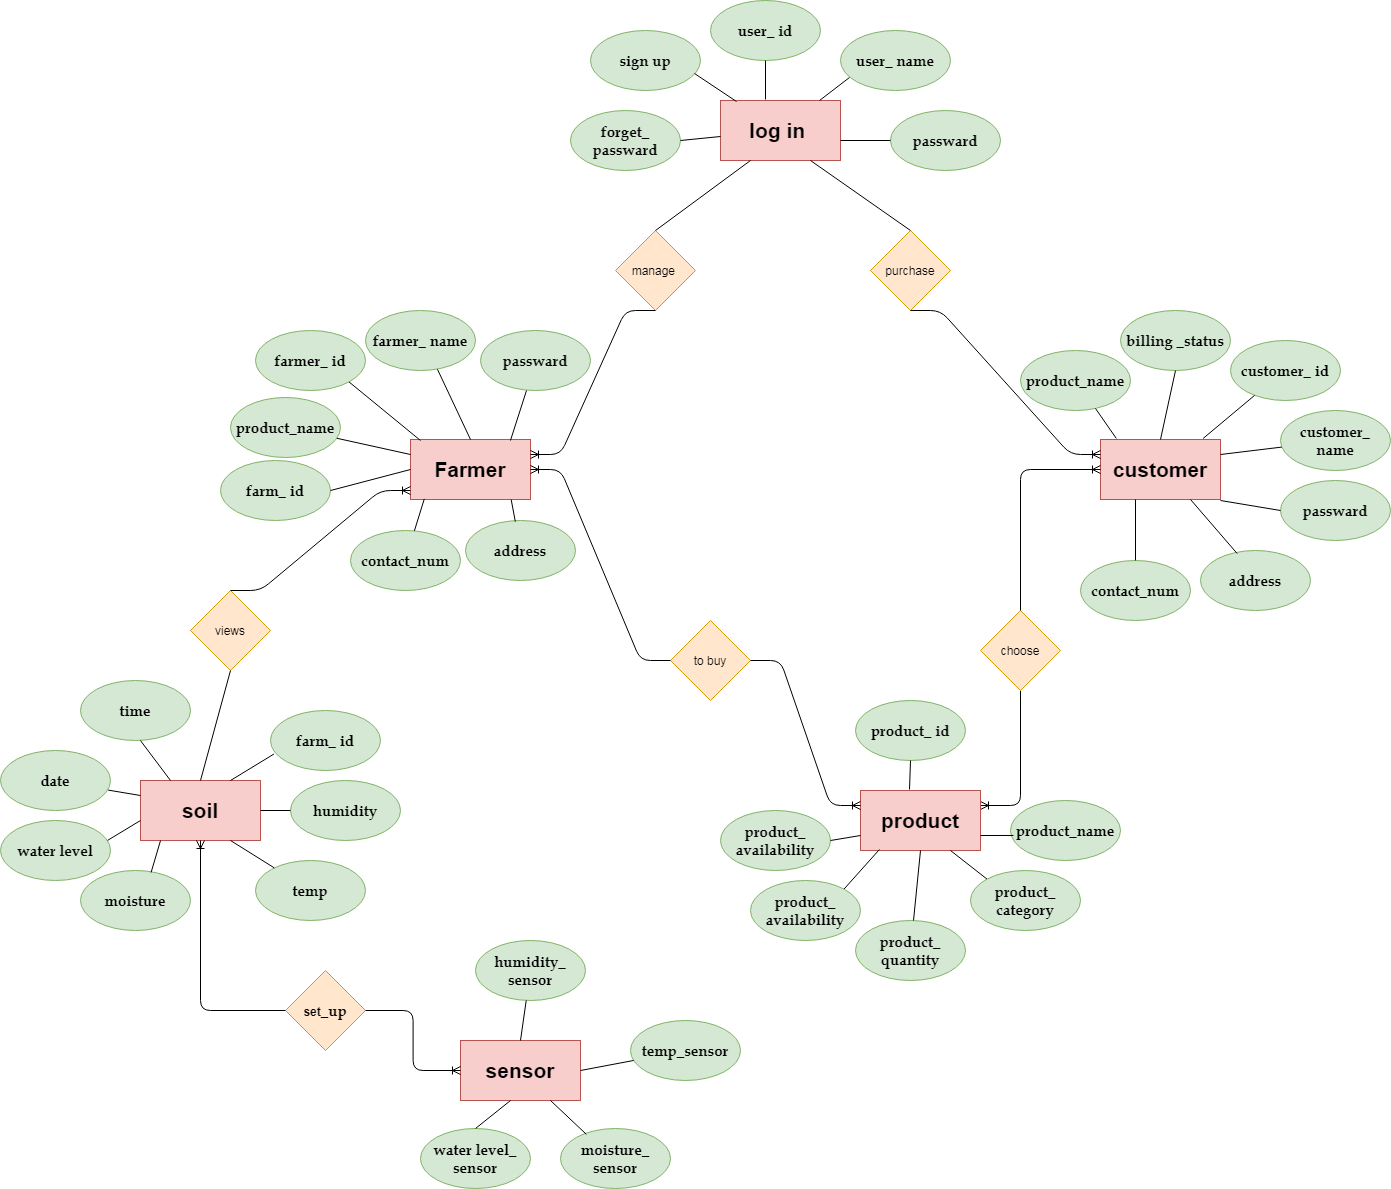 user_ id
sign up
user_ name
log in
forget_
passward
passward
manage
purchase
farmer_ name
billing _status
farmer_ id
passward
customer_ id
product_name
product_name
customer_
name
Farmer
customer
farm_ id
passward
contact_num
address
contact_num
address
views
to buy
choose
time
product_ id
farm_ id
date
soil
humidity
product
product_name
product_
availability
water level
temp
moisture
product_
availability
product_
category
product_
quantity
humidity_
sensor
set_up
temp_sensor
sensor
water level_
sensor
moisture_
sensor